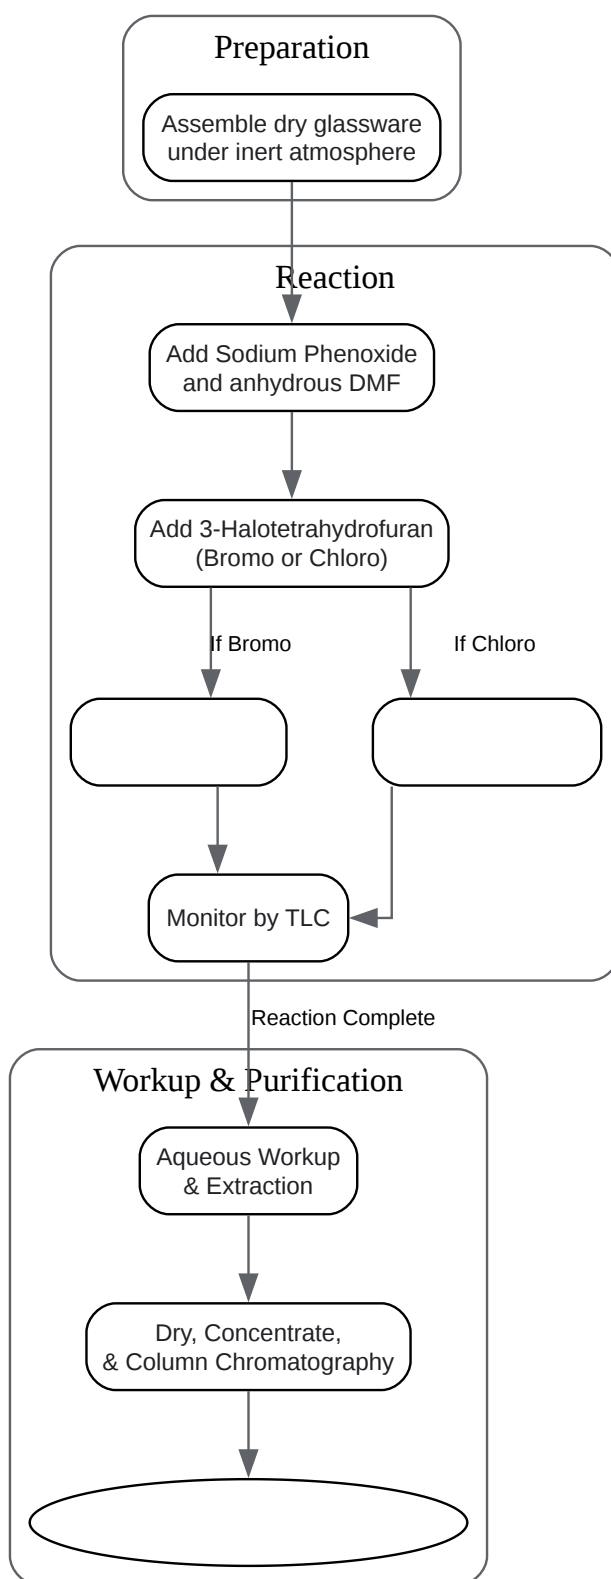 Preparation
Assemble dry glassware
under inert atmosphere
Reaction
Add Sodium Phenoxide
and anhydrous DMF
Add 3-Halotetrahydrofuran
(Bromo or Chloro)
If Bromo
If Chloro
Monitor by TLC
Reaction Complete
Workup & Purification
Aqueous Workup
& Extraction
Dry, Concentrate,
& Column Chromatography